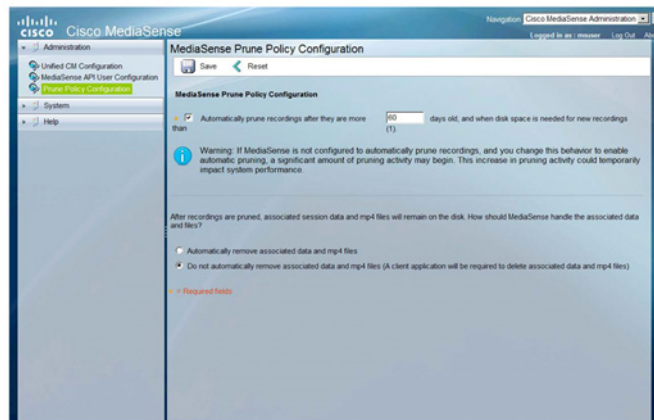 Navigation Cisco MediaSense Administration
cisco Cisco MediaSense
Logged in as : msuser Log Out
Administration
Unified CM Configuration
MediaSense API User Configuration
Prune Policy Configuration
System
Help
MediaSense Prune Policy Configuration
Save Reset
MediaSense Prune Policy Configuration
Automatically prune recordings after they are more 60 days old, and when disk space is needed for new recordings
than (1).
Warning: If MediaSense is not configured to automatically prune recordings, and you change this behavior to enable
automatic pruning, a significant amount of pruning activity may begin. This increase in pruning activity could temporarily
impact system performance.
After recordings are pruned, associated session data and mp4 files will remain on the disk. How should MediaSense handle the associated data
and files?
Automatically remove associated data and mp4 files
Do not automatically remove associated data and mp4 files (A client application will be required to delete associated data and mp4 files)
* = Required fields